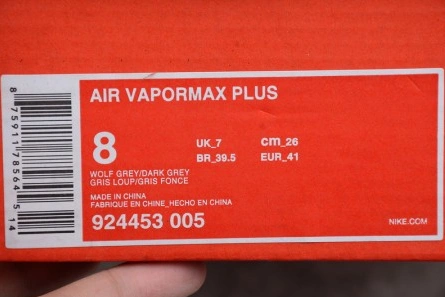 AIR VAPORMAX PLUS
8
UK_7 cm_26
BR_39.5 EUR_41
WOLF GREY/DARK GREY
GRIS LOUP/GRIS FONCE
MADE IN CHINA
FABRIQUE EN CHINE_HECHO EN CHINA
924453 005
NIKE.COM
8 75911 78564 5 14